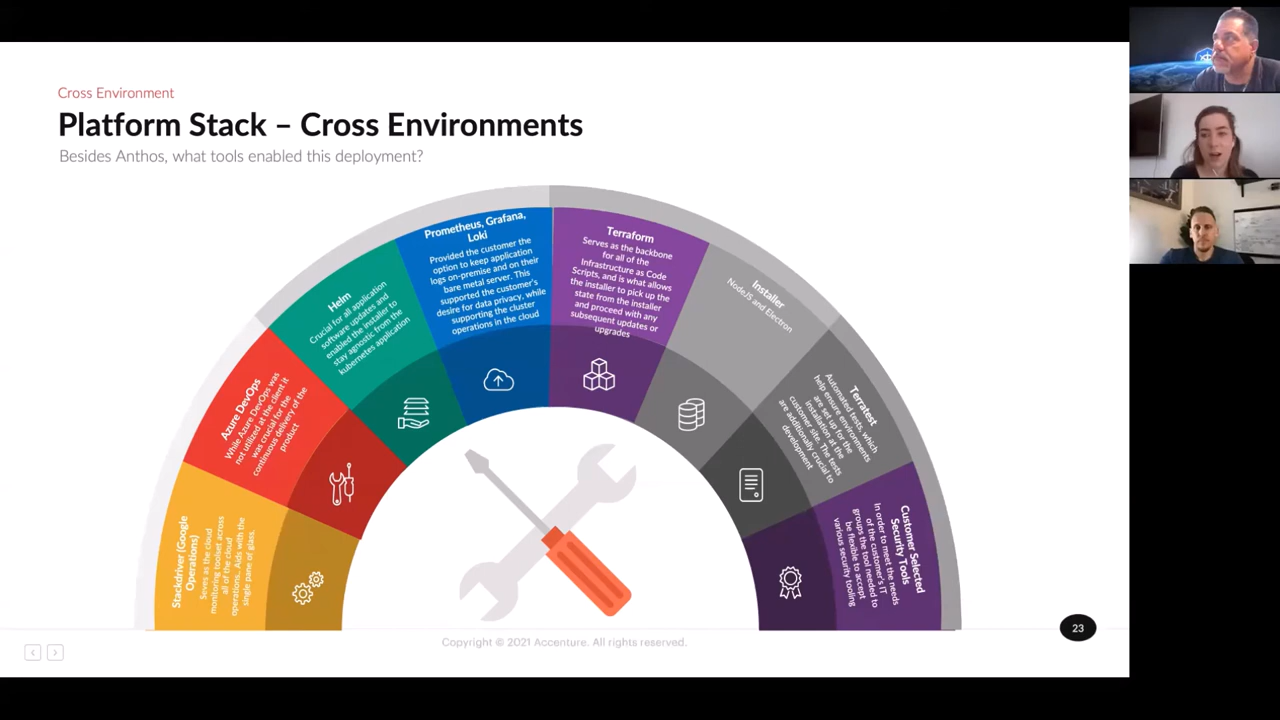 Cross Environment
Platform Stack – Cross Environments
Besides Anthos, what tools enabled this deployment?
Stackdriver (Google
Operations)
Seves as the cloud
monitoring toolset across
all of the cloud
operations. Aids with the
single pane of glass.
Azure DevOps
While Azure DevOps was
not utilized at the client it
was crucial for the
continuous delivery of the
product
Helm
Crucial for all application
software updates and
enabled the installer to
stay agnostic from the
kubernetes application
Prometheus, Grafana,
Loki
Provided the customer the
option to keep application
logs on-premise and on their
bare metal server. This
supported the customer's
desire for data privacy, while
supporting the cluster
operations in the cloud
Terraform
Serves as the backbone
for all of the
Infrastructure as Code
Scripts, and is what allows
the installer to pick up the
state from the installer
and proceed with any
subsequent updates or
upgrades
Installer
NodeJS and Electron
Terratest
Automated tests, which
help ensure environments
are set up for the
installation at the
customer site. The tests
are additionally crucial to
development
Customer Selected
Security Tools
In order to meet the needs
of the customer's IT
groups the tool needed to
be flexible to accept
various security tooling
Copyright © 2021 Accenture. All rights reserved.
23